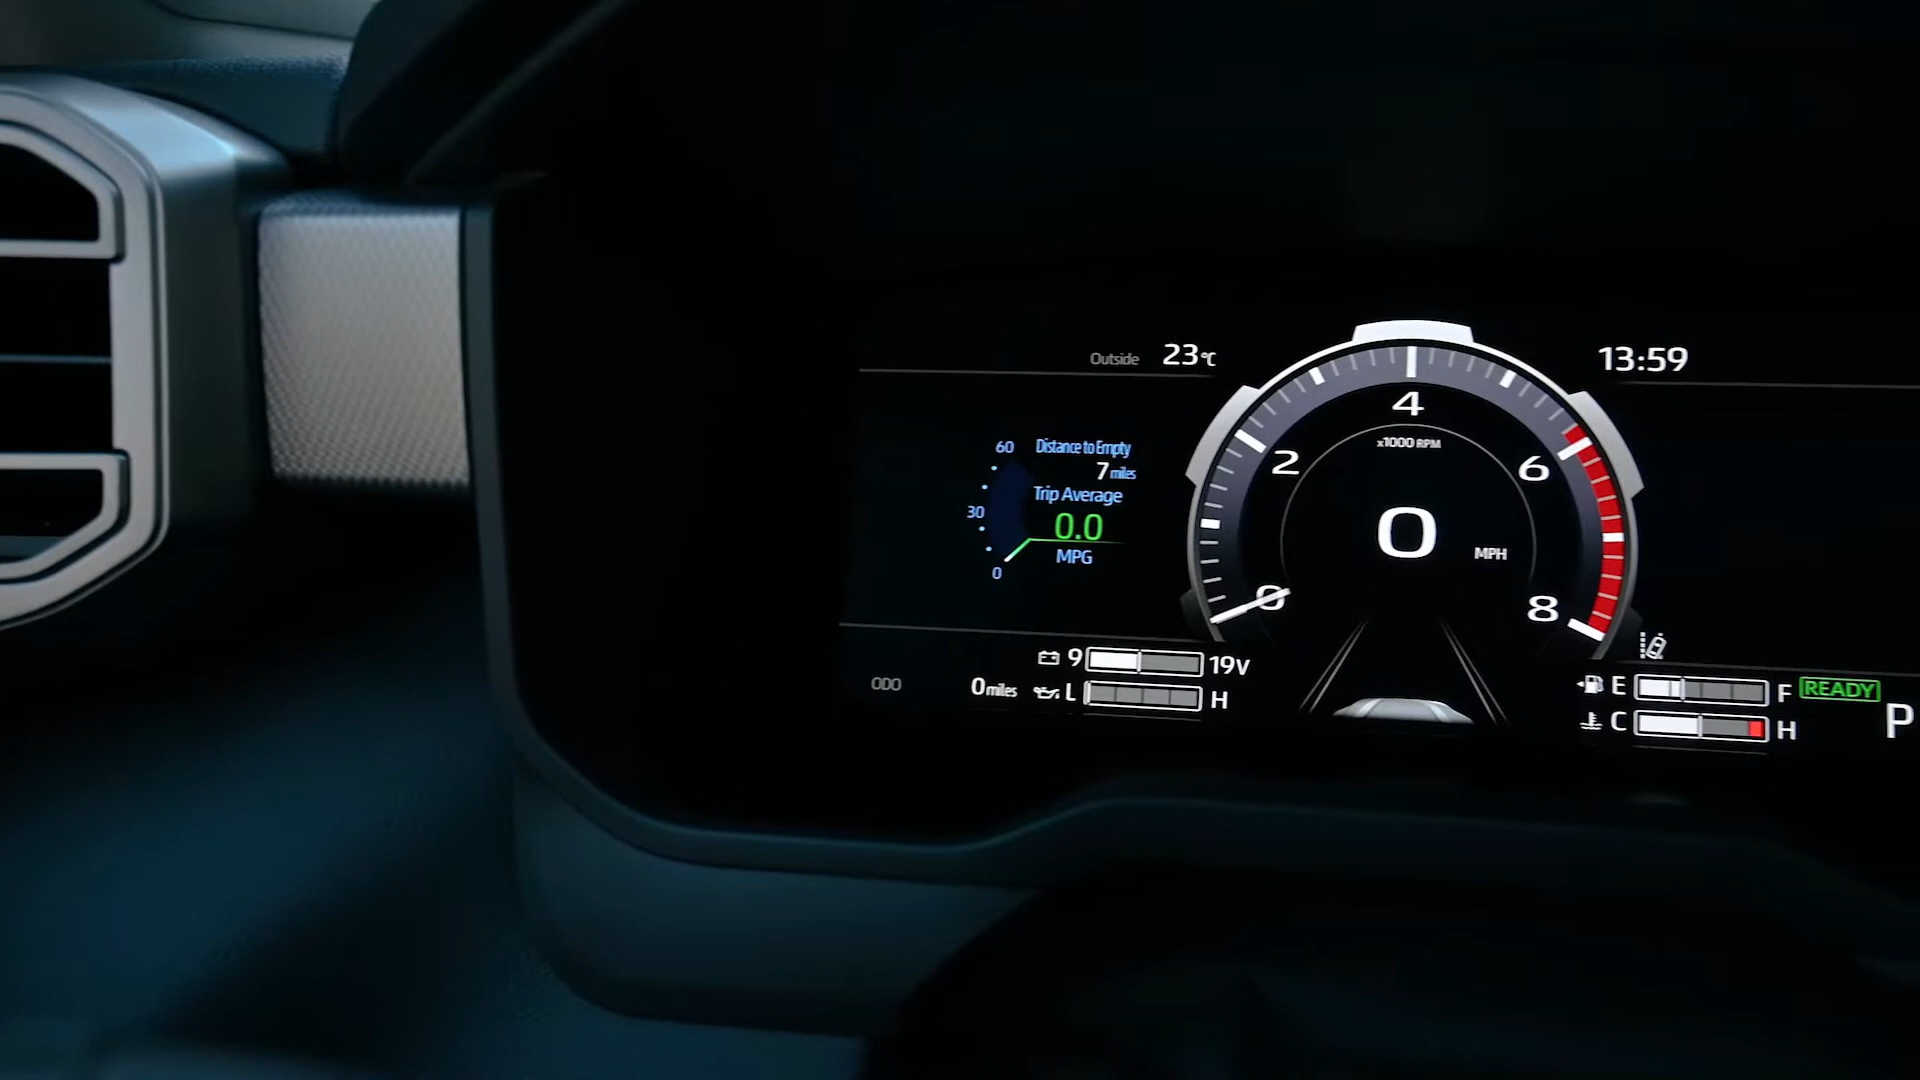 Outside 23℃
13:59
60
Distance to Empty
7 miles
Trip Average
30
0.0
MPG
0
4
x1000 RPM
2
6
0
MPH
0
8
9 19V
ODO 0 miles
L H
E F READY
C H
P